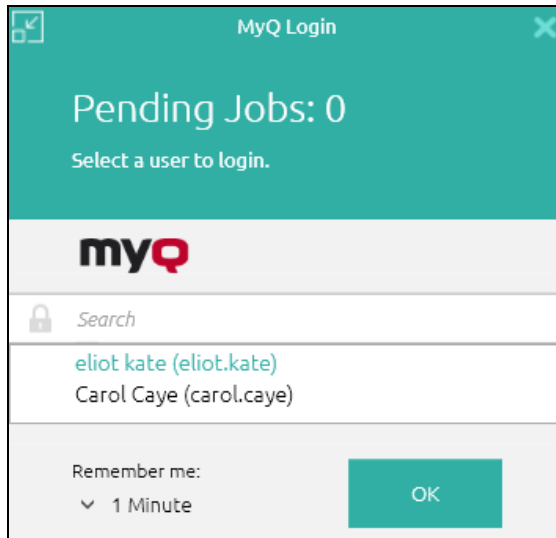 MyQ Login
Pending Jobs: 0
Select a user to login.
myQ
Search
eliot kate (eliot.kate)
Carol Caye (carol.caye)
Remember me:
1 Minute
OK